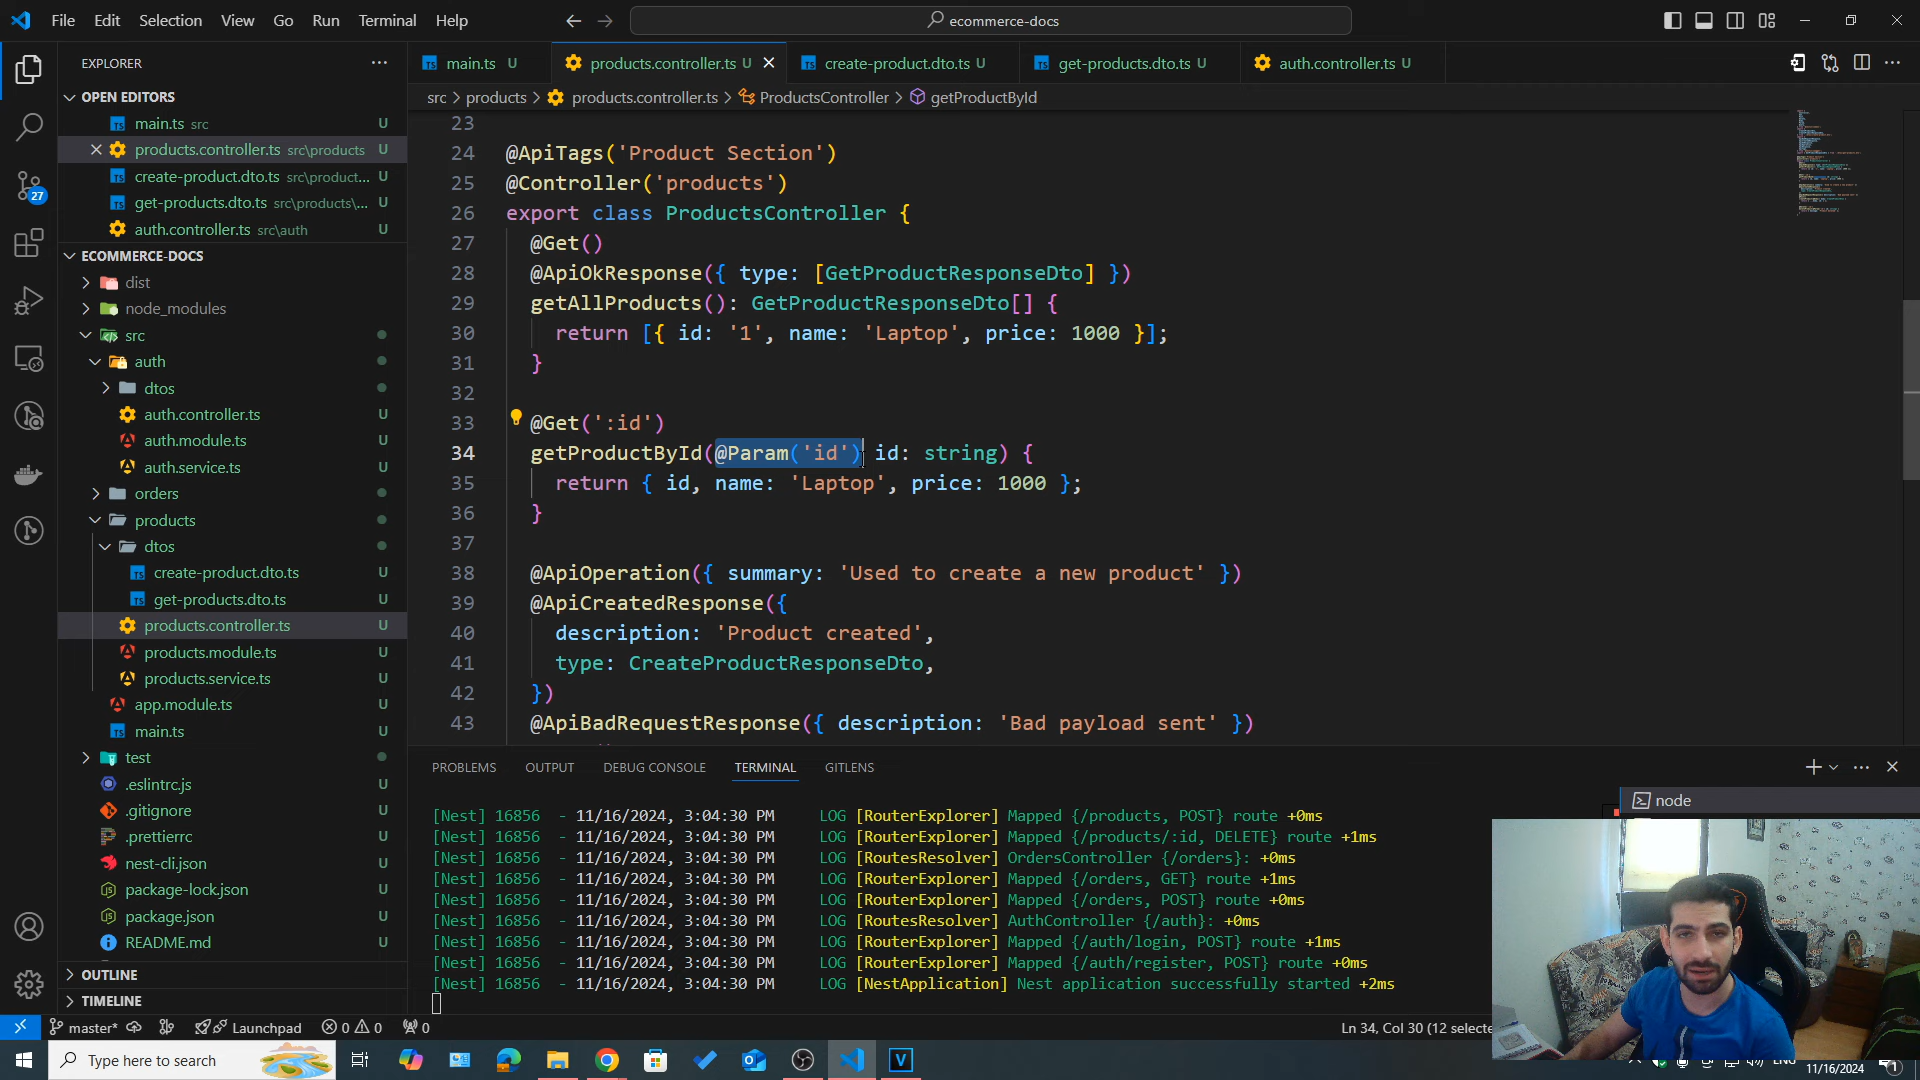 File Edit Selection View Go Run Terminal Help
ecommerce-docs
EXPLORER
OPEN EDITORS
main.ts src U
products.controller.ts src\products U
create-product.dto.ts src\product... U
get-products.dto.ts src\products\... U
auth.controller.ts src\auth U
ECOMMERCE-DOCS
dist
node_modules
src
auth
dtos
auth.controller.ts U
auth.module.ts U
auth.service.ts U
orders
products
dtos
create-product.dto.ts U
get-products.dto.ts U
products.controller.ts U
products.module.ts U
products.service.ts U
app.module.ts U
main.ts U
test
.eslintrc.js U
.gitignore U
.prettierrc U
nest-cli.json U
package-lock.json U
package.json U
README.md U
OUTLINE
TIMELINE
27
main.ts U
products.controller.ts U
create-product.dto.ts U
get-products.dto.ts U
auth.controller.ts U
src > products > products.controller.ts > ProductsController > getProductById
23
24 @ApiTags('Product Section')
25 @Controller('products')
26 export class ProductsController {
27 @Get()
28 @ApiOkResponse({ type: [GetProductResponseDto] })
29 getAllProducts(): GetProductResponseDto[] {
30 return [{ id: '1', name: 'Laptop', price: 1000 }];
31 }
32
33 @Get(':id')
34 getProductById(@Param('id') id: string) {
35 return { id, name: 'Laptop', price: 1000 };
36 }
37
38 @ApiOperation({ summary: 'Used to create a new product' })
39 @ApiCreatedResponse({
40 description: 'Product created',
41 type: CreateProductResponseDto,
42 })
43 @ApiBadRequestResponse({ description: 'Bad payload sent' })
PROBLEMS OUTPUT DEBUG CONSOLE TERMINAL GITLENS
node
[Nest] 16856 - 11/16/2024, 3:04:30 PM LOG [RouterExplorer] Mapped {/products, POST} route +0ms
[Nest] 16856 - 11/16/2024, 3:04:30 PM LOG [RouterExplorer] Mapped {/products/:id, DELETE} route +1ms
[Nest] 16856 - 11/16/2024, 3:04:30 PM LOG [RoutesResolver] OrdersController {/orders}: +0ms
[Nest] 16856 - 11/16/2024, 3:04:30 PM LOG [RouterExplorer] Mapped {/orders, GET} route +1ms
[Nest] 16856 - 11/16/2024, 3:04:30 PM LOG [RouterExplorer] Mapped {/orders, POST} route +0ms
[Nest] 16856 - 11/16/2024, 3:04:30 PM LOG [RoutesResolver] AuthController {/auth}: +0ms
[Nest] 16856 - 11/16/2024, 3:04:30 PM LOG [RouterExplorer] Mapped {/auth/login, POST} route +1ms
[Nest] 16856 - 11/16/2024, 3:04:30 PM LOG [RouterExplorer] Mapped {/auth/register, POST} route +0ms
[Nest] 16856 - 11/16/2024, 3:04:30 PM LOG [NestApplication] Nest application successfully started +2ms
master* Launchpad 0 0 0
Ln 34, Col 30 (12 selecte
Type here to search
11/16/2024
1